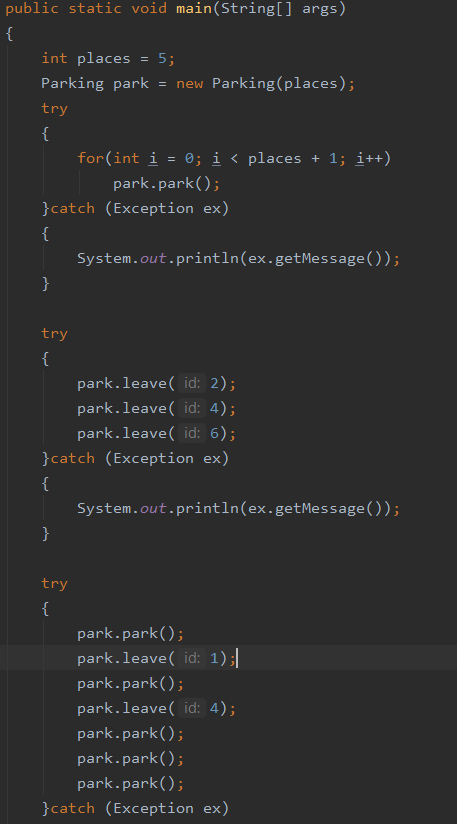 public static void main(String[] args)
{
int places = 5;
Parking park = new Parking(places);
try
{
for(int i = 0; i < places + 1; i++)
park.park();
}catch (Exception ex)
{
System.out.println(ex.getMessage());
}
try
{
park.leave( id: 2);
park.leave( id: 4);
park.leave( id: 6);
}catch (Exception ex)
{
System.out.println(ex.getMessage());
}
try
{
park.park();
park.leave( id: 1);
park.park();
park.leave( id: 4);
park.park();
park.park();
park.park();
}catch (Exception ex)